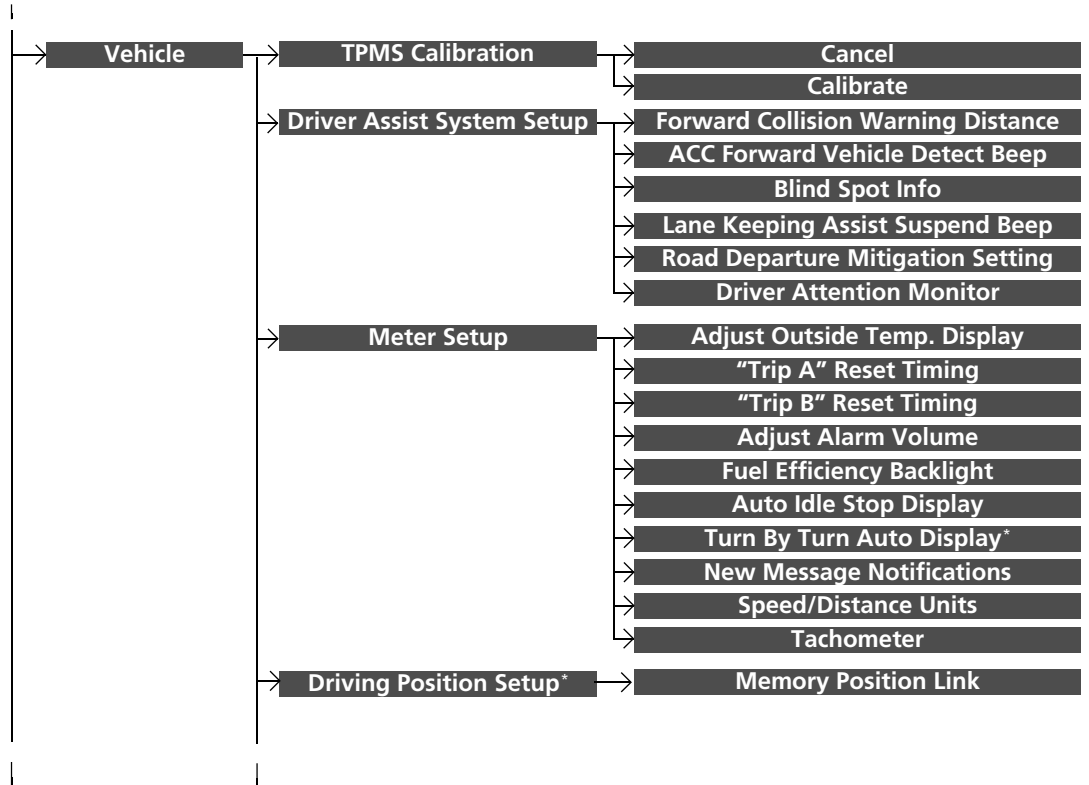 Vehicle
TPMS Calibration
Cancel
Calibrate
Driver Assist System Setup
Forward Collision Warning Distance
ACC Forward Vehicle Detect Beep
Blind Spot Info
Lane Keeping Assist Suspend Beep
Road Departure Mitigation Setting
Driver Attention Monitor
Meter Setup
Adjust Outside Temp. Display
“Trip A” Reset Timing
“Trip B” Reset Timing
Adjust Alarm Volume
Fuel Efficiency Backlight
Auto Idle Stop Display
Turn By Turn Auto Display*
New Message Notifications
Speed/Distance Units
Tachometer
Driving Position Setup*
Memory Position Link